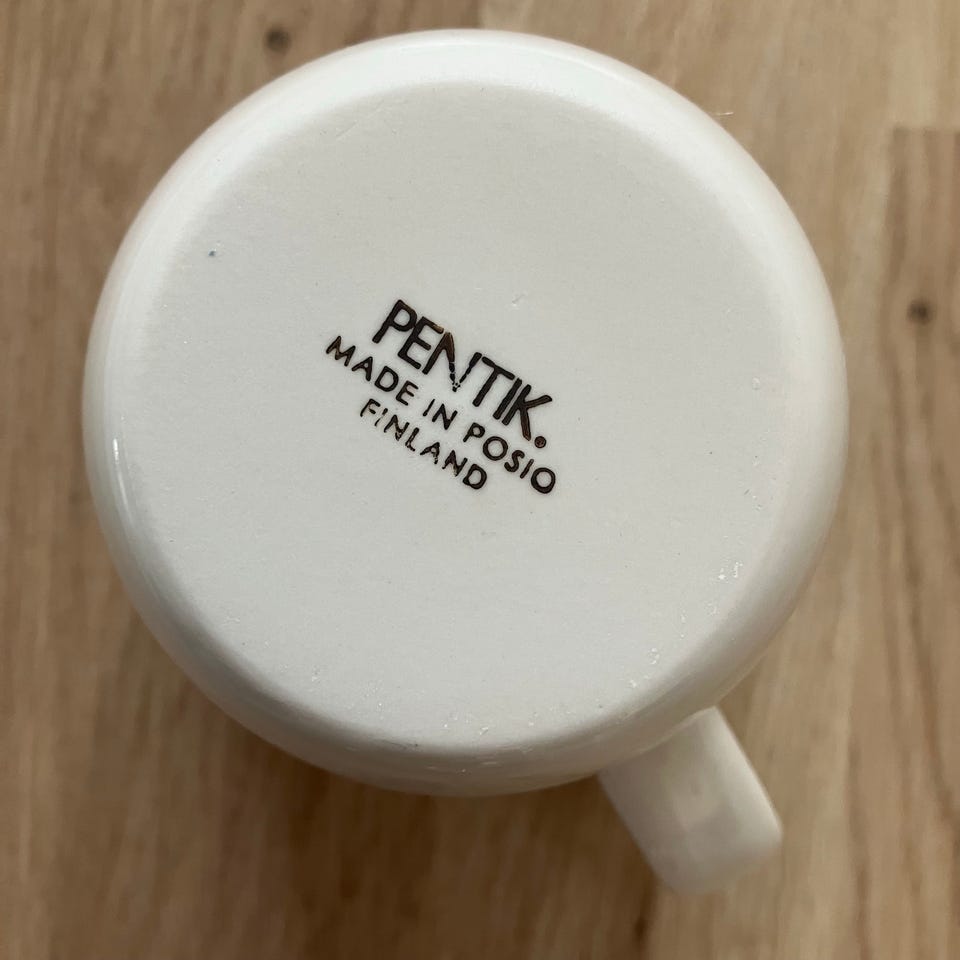 PENTIK.
MADE IN POSIO
FINLAND